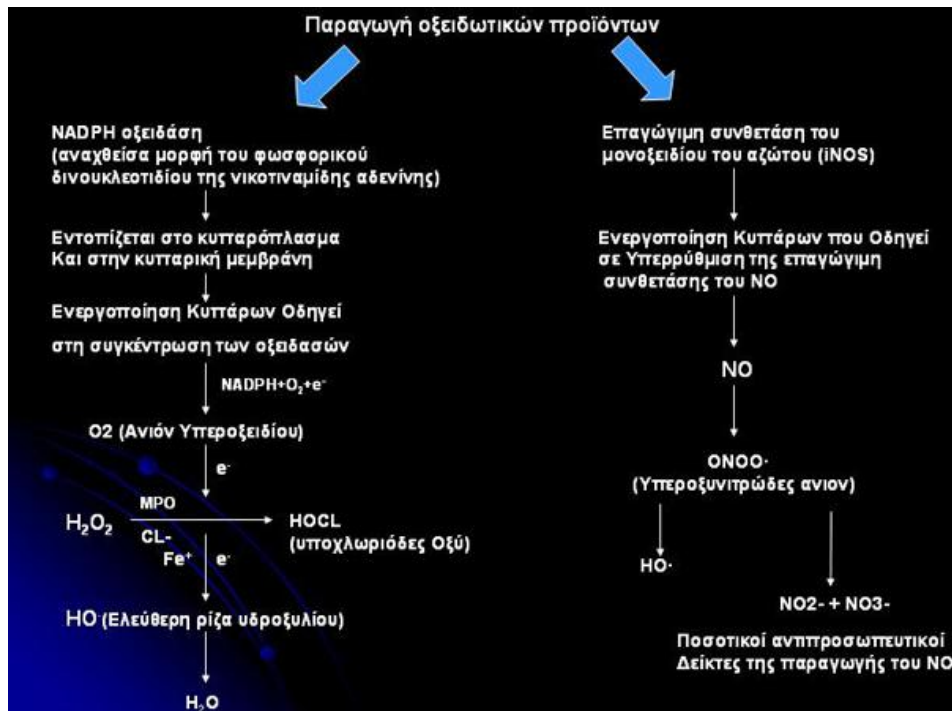 Παραγωγή οξειδωτικών προϊόντων
NADPH οξειδάση
(αναχθείσα μορφή του φωσφορικού
δινουκλεοτιδίου της νικοτιναμίδης αδενίνης)
Εντοπίζεται στο κυτταρόπλασμα
Και στην κυτταρική μεμβράνη
Ενεργοποίηση Κυττάρων Οδηγεί
στη συγκέντρωση των οξειδασών
NADPH+O₂+e⁻
O2 (Ανιόν Υπεροξειδίου)
e⁻
MPO
H₂O₂
HOCL
CL-
(υποχλωριόδες Οξύ)
Fe⁺ e⁻
HO·(Ελεύθερη ρίζα υδροξυλίου)
H₂O
Επαγώγιμη συνθετάση του
μονοξειδίου του αζώτου (iNOS)
Ενεργοποίηση Κυττάρων που Οδηγεί
σε Υπερρύθμιση της επαγώγιμη
συνθετάσης του NO
NO
ONOO·
(Υπεροξυνιτρώδες ανιον)
HO·
NO2- + NO3-
Ποσοτικοί αντιπροσωπευτικοί
Δείκτες της παραγωγής του NO